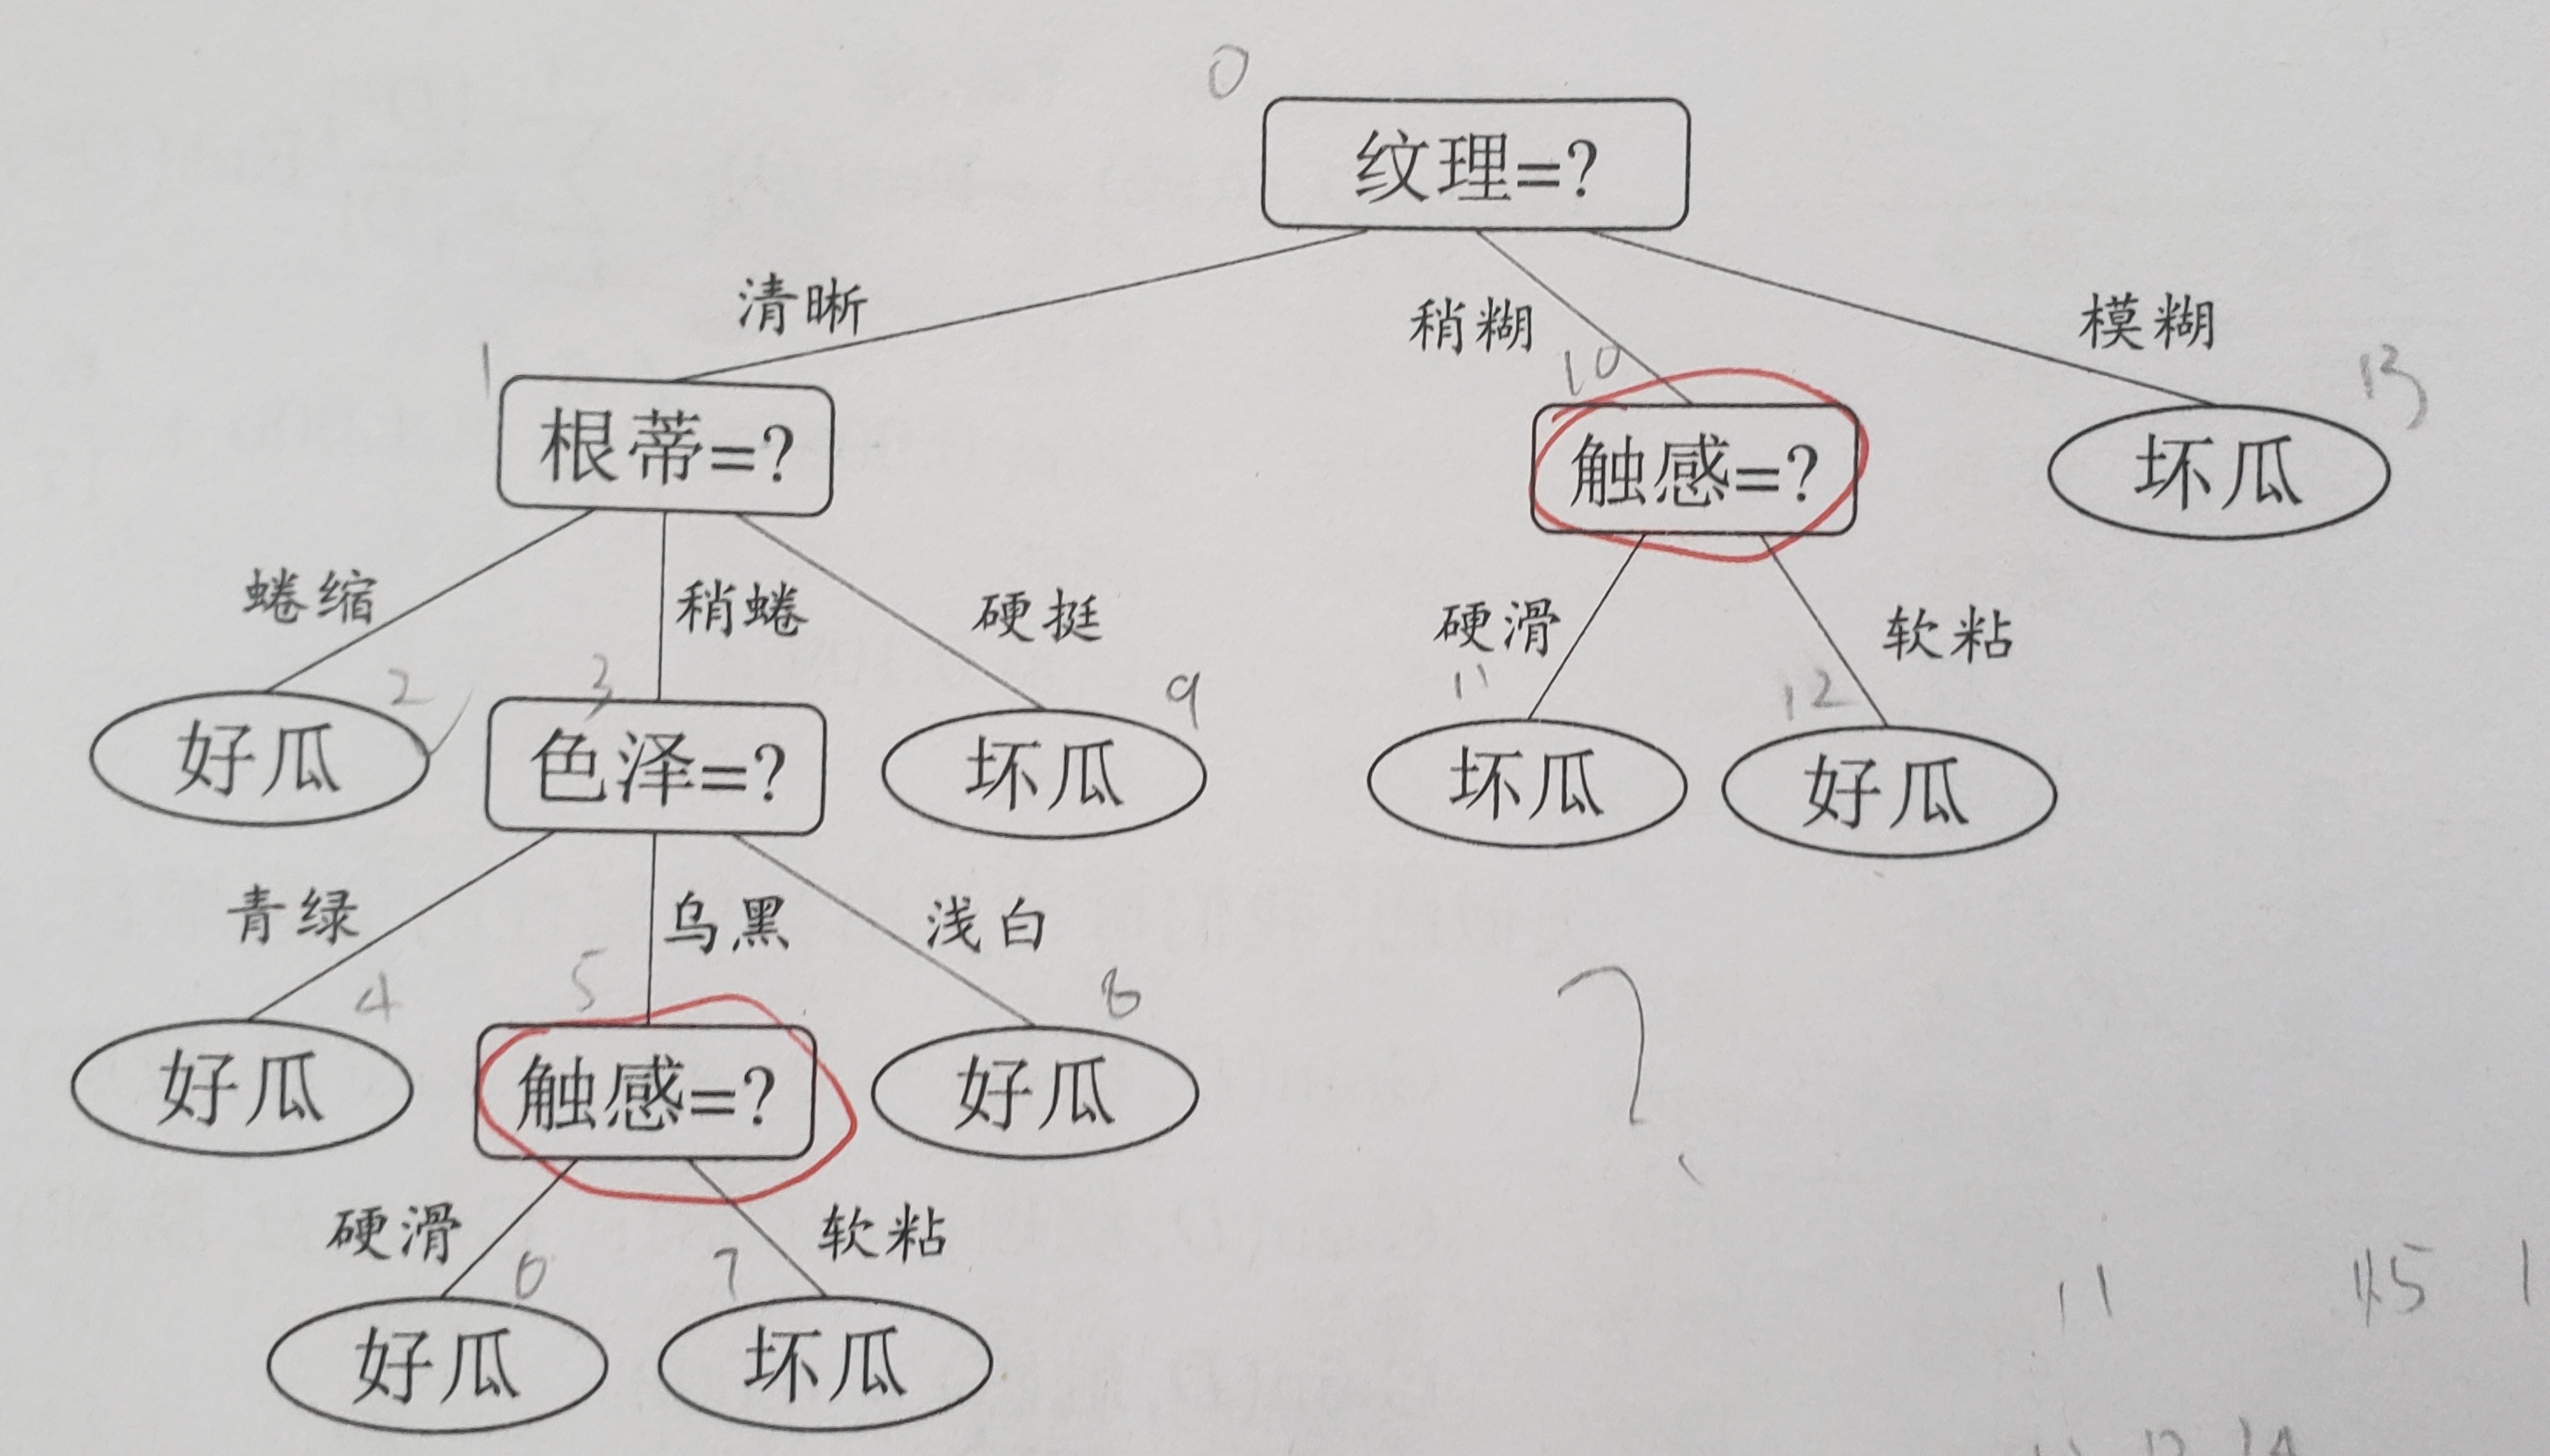 0
纹理=?
清晰 稍糊 模糊
1 10 13
根蒂=? 触感=? 坏瓜
蜷缩 稍蜷 硬挺 硬滑 软粘
2 3 9 11 12
好瓜 色泽=? 坏瓜 坏瓜 好瓜
青绿 乌黑 浅白
4 5 8
好瓜 触感=? 好瓜
?
硬滑 软粘
6 7
好瓜 坏瓜
11